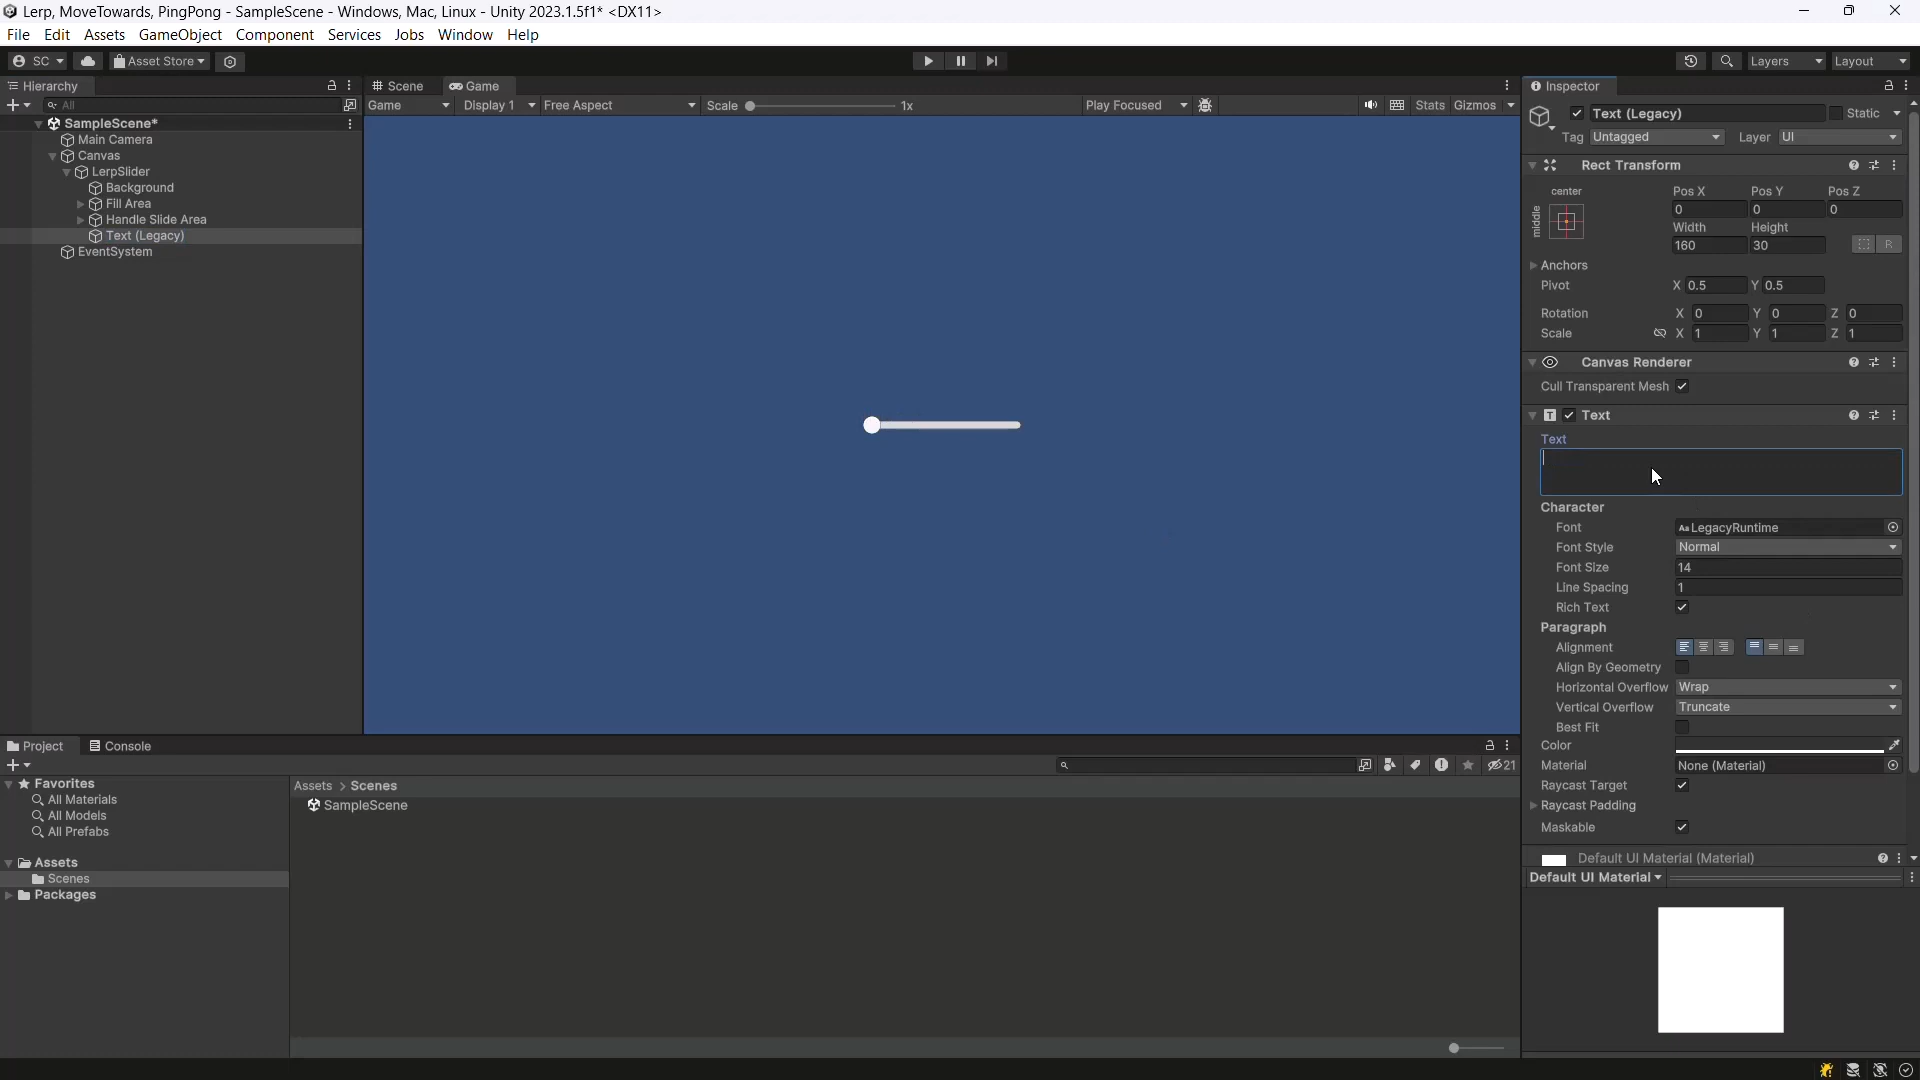 Lerp, MoveTowards, PingPong - SampleScene - Windows, Mac, Linux - Unity 2023.1.5f1* <DX11>
File Edit Assets GameObject Component Services Jobs Window Help
SC Asset Store Layers Layout
Hierarchy
All
SampleScene*
Main Camera
Canvas
LerpSlider
Background
Fill Area
Handle Slide Area
Text (Legacy)
EventSystem
Scene Game
Game Display 1 Free Aspect Scale 1x Play Focused Stats Gizmos
Inspector
Text (Legacy) Static
Tag Untagged Layer UI
Rect Transform
center Pos X Pos Y Pos Z
middle 0 0 0
Width Height
160 30 R
Anchors
Pivot X 0.5 Y 0.5
Rotation X 0 Y 0 Z 0
Scale X 1 Y 1 Z 1
Canvas Renderer
Cull Transparent Mesh
T Text
Text
Character
Font Aa LegacyRuntime
Font Style Normal
Font Size 14
Line Spacing 1
Rich Text
Paragraph
Alignment
Align By Geometry
Horizontal Overflow Wrap
Vertical Overflow Truncate
Best Fit
Color
Material None (Material)
Raycast Target
Raycast Padding
Maskable
Default UI Material (Material)
Default UI Material
Project Console
21
Favorites
All Materials
All Models
All Prefabs
Assets
Scenes
Packages
Assets > Scenes
SampleScene